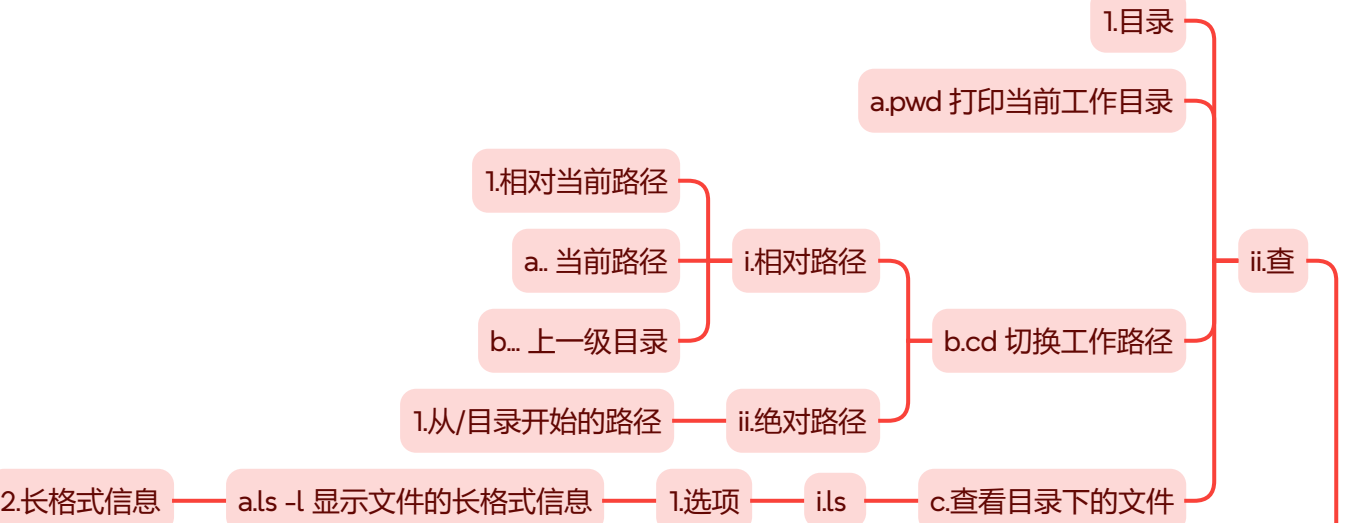 1.目录
a.pwd 打印当前工作目录
1.相对当前路径
a.. 当前路径
i.相对路径
ii.查
b... 上一级目录
b.cd 切换工作路径
1.从/目录开始的路径
ii.绝对路径
2.长格式信息
a.ls -l 显示文件的长格式信息
1.选项
i.ls
c.查看目录下的文件